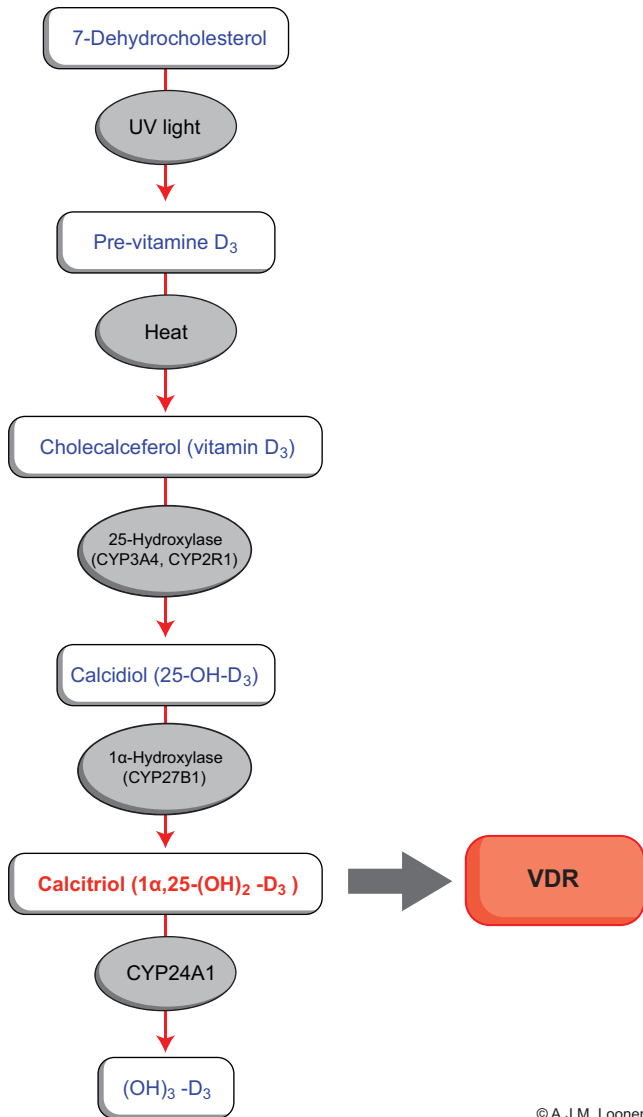 7-Dehydrocholesterol
UV light
Pre-vitamine D₃
Heat
Cholecalceferol (vitamin D₃)
25-Hydroxylase
(CYP3A4, CYP2R1)
Calcidiol (25-OH-D₃)
1α-Hydroxylase
(CYP27B1)
Calcitriol (1α,25-(OH)₂ -D₃ )
VDR
CYP24A1
(OH)₃ -D₃
© A.J.M. Loonen